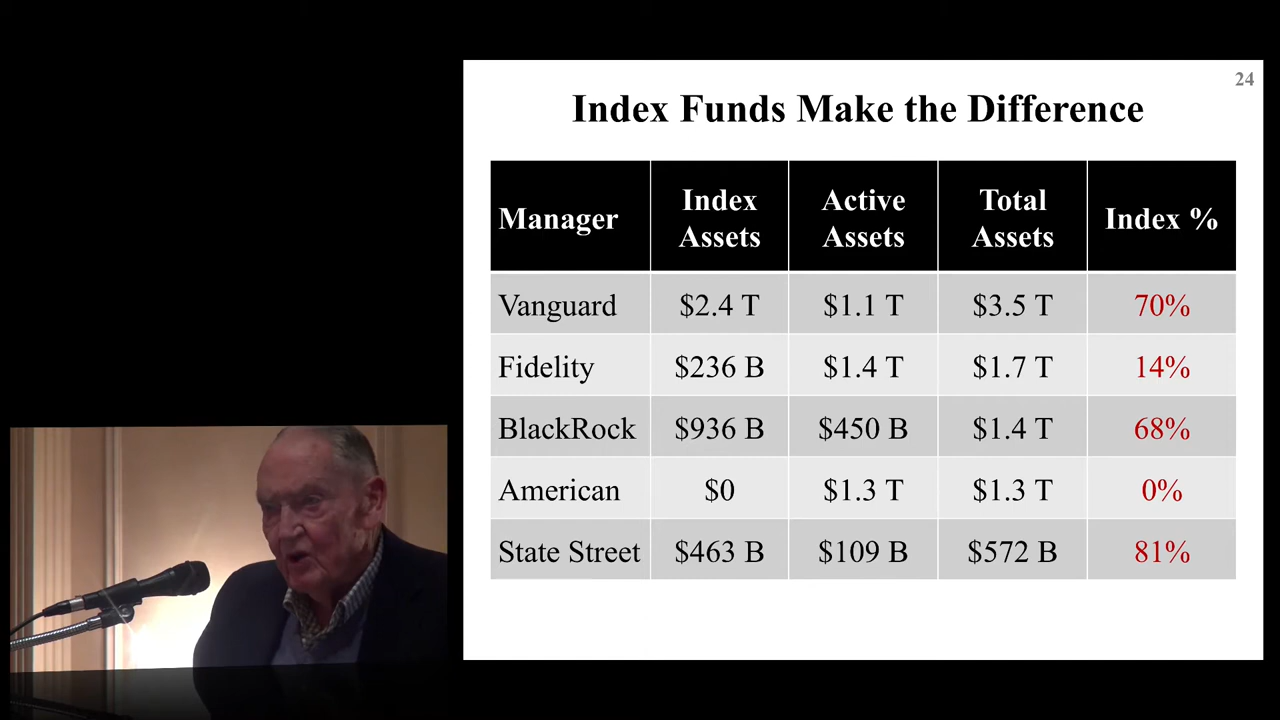 24
Index Funds Make the Difference
Manager Index Assets Active Assets Total Assets Index %
Vanguard $2.4 T $1.1 T $3.5 T 70%
Fidelity $236 B $1.4 T $1.7 T 14%
BlackRock $936 B $450 B $1.4 T 68%
American $0 $1.3 T $1.3 T 0%
State Street $463 B $109 B $572 B 81%